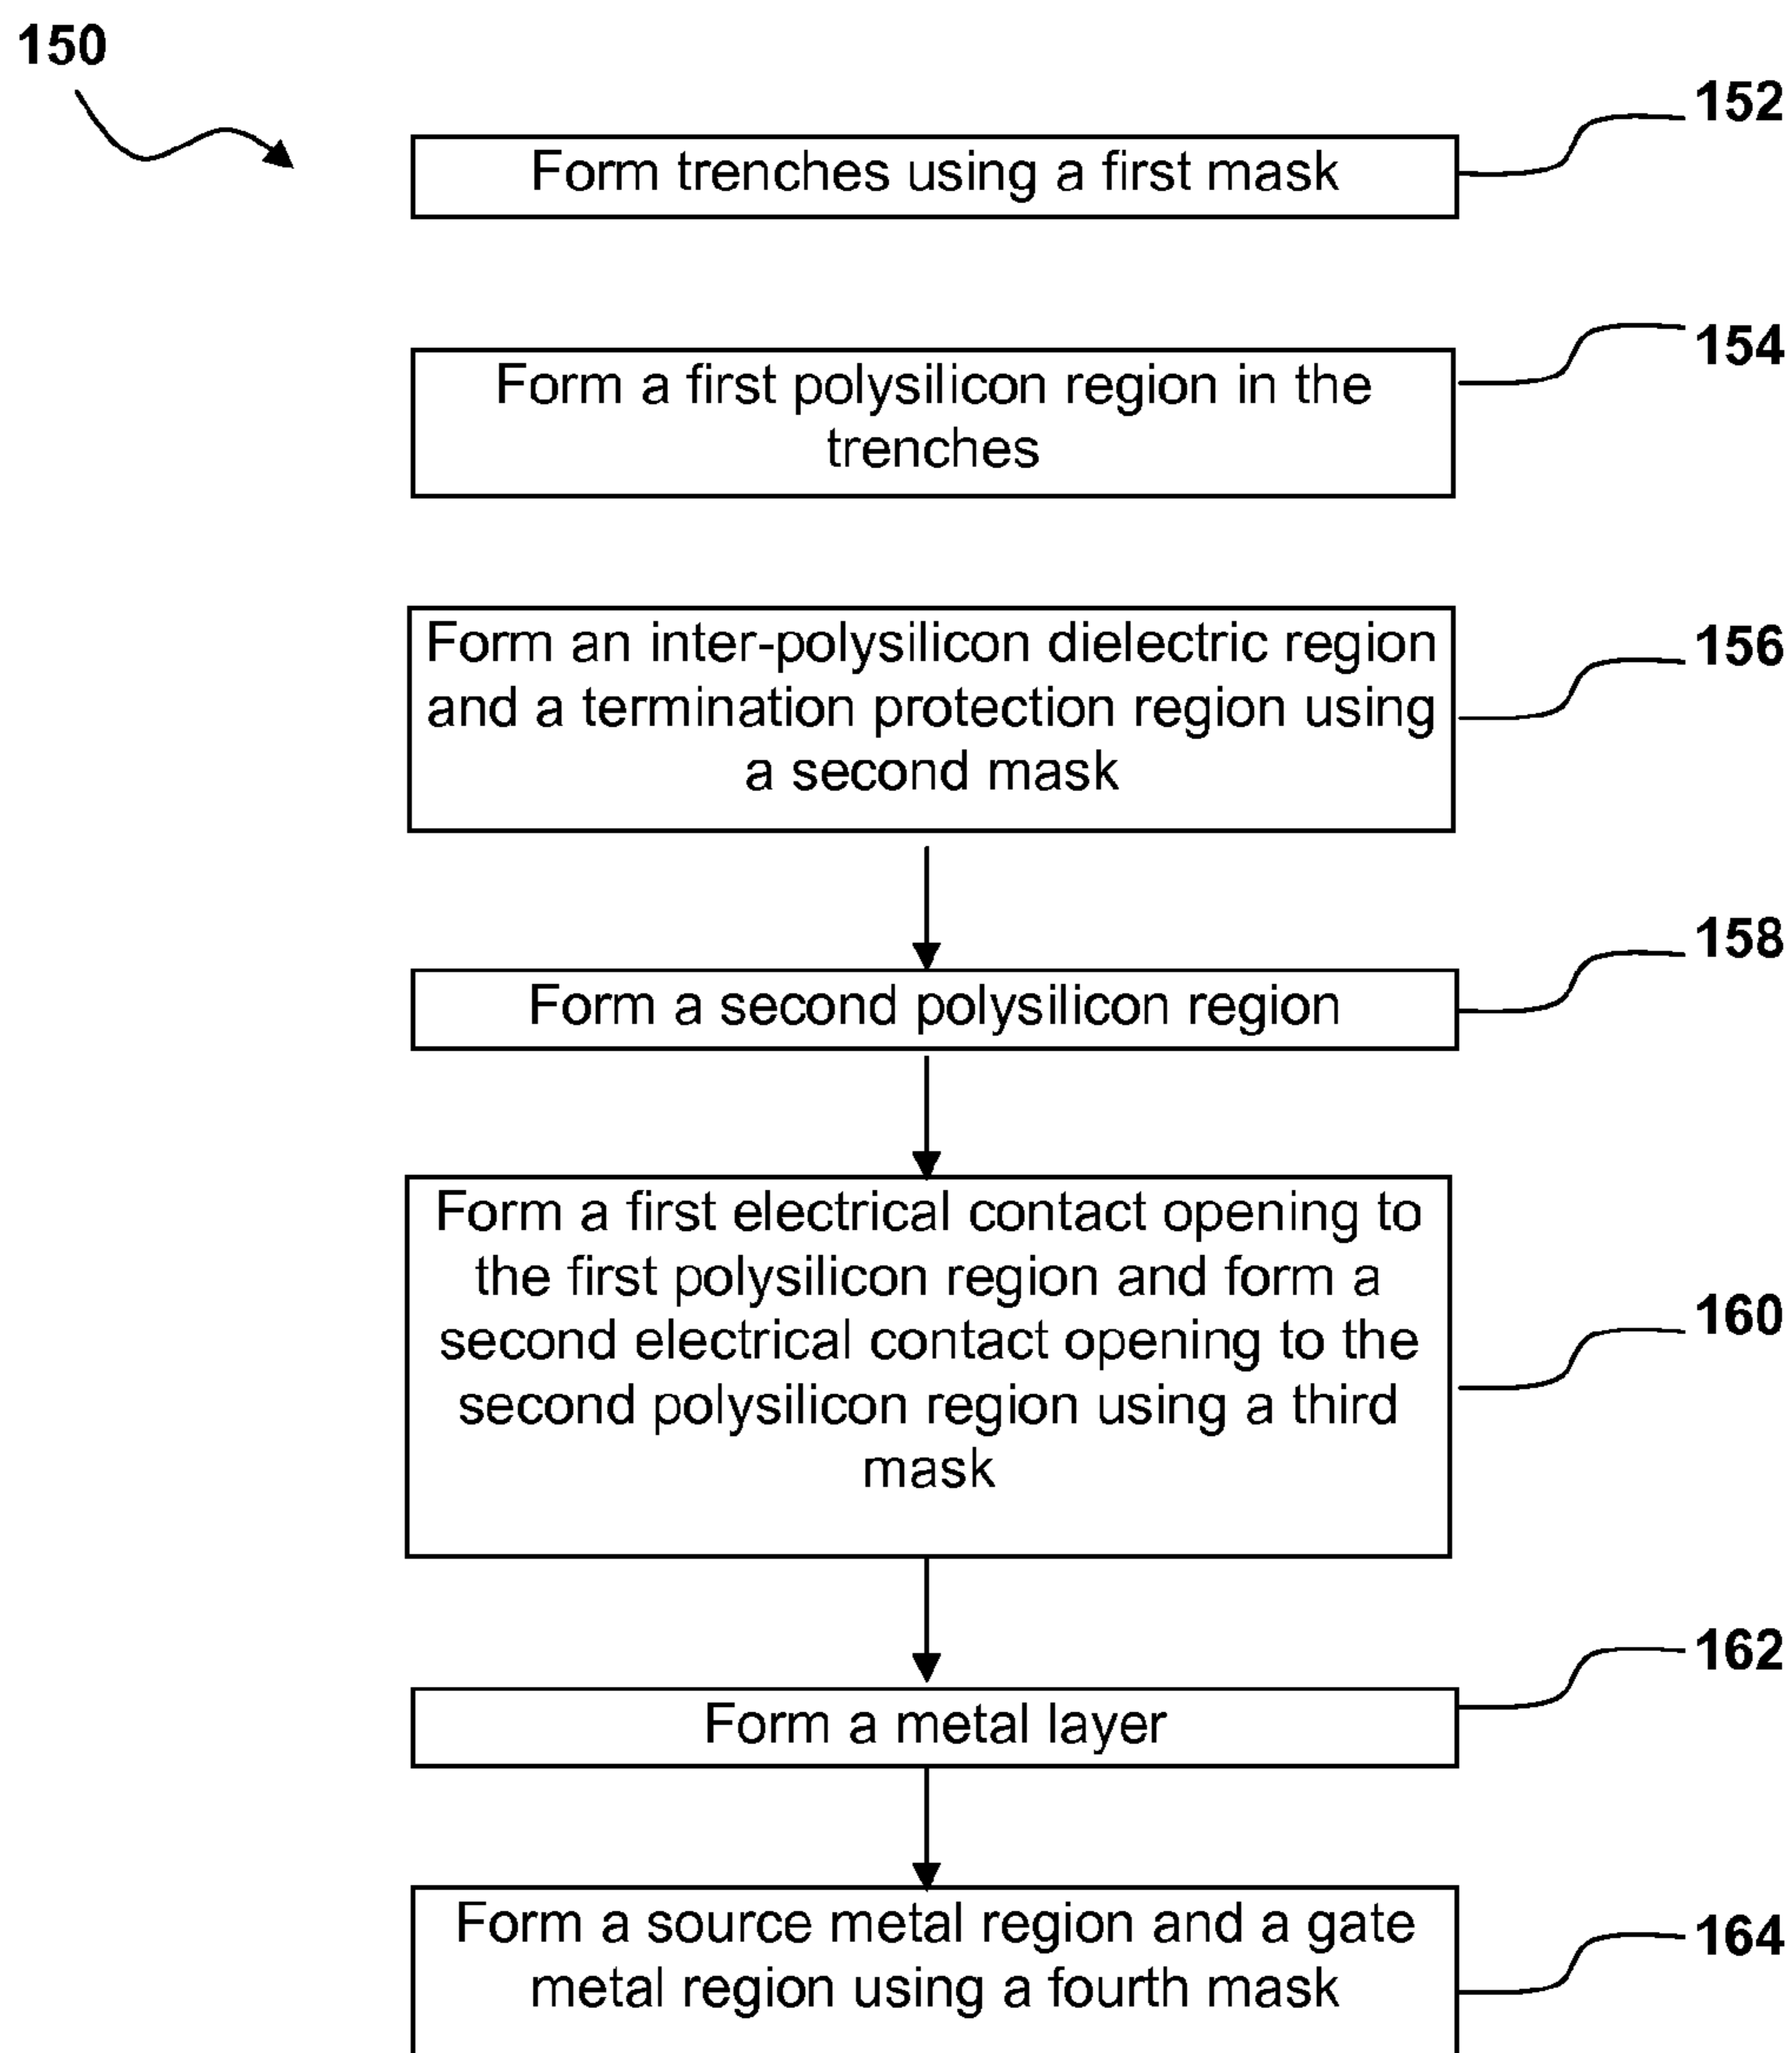 150
152
Form trenches using a first mask
154
Form a first polysilicon region in the
trenches
156
Form an inter-polysilicon dielectric region
and a termination protection region using
a second mask
158
Form a second polysilicon region
Form a first electrical contact opening to
the first polysilicon region and form a
160
second electrical contact opening to the
second polysilicon region using a third
mask
162
Form a metal layer
164
Form a source metal region and a gate
metal region using a fourth mask